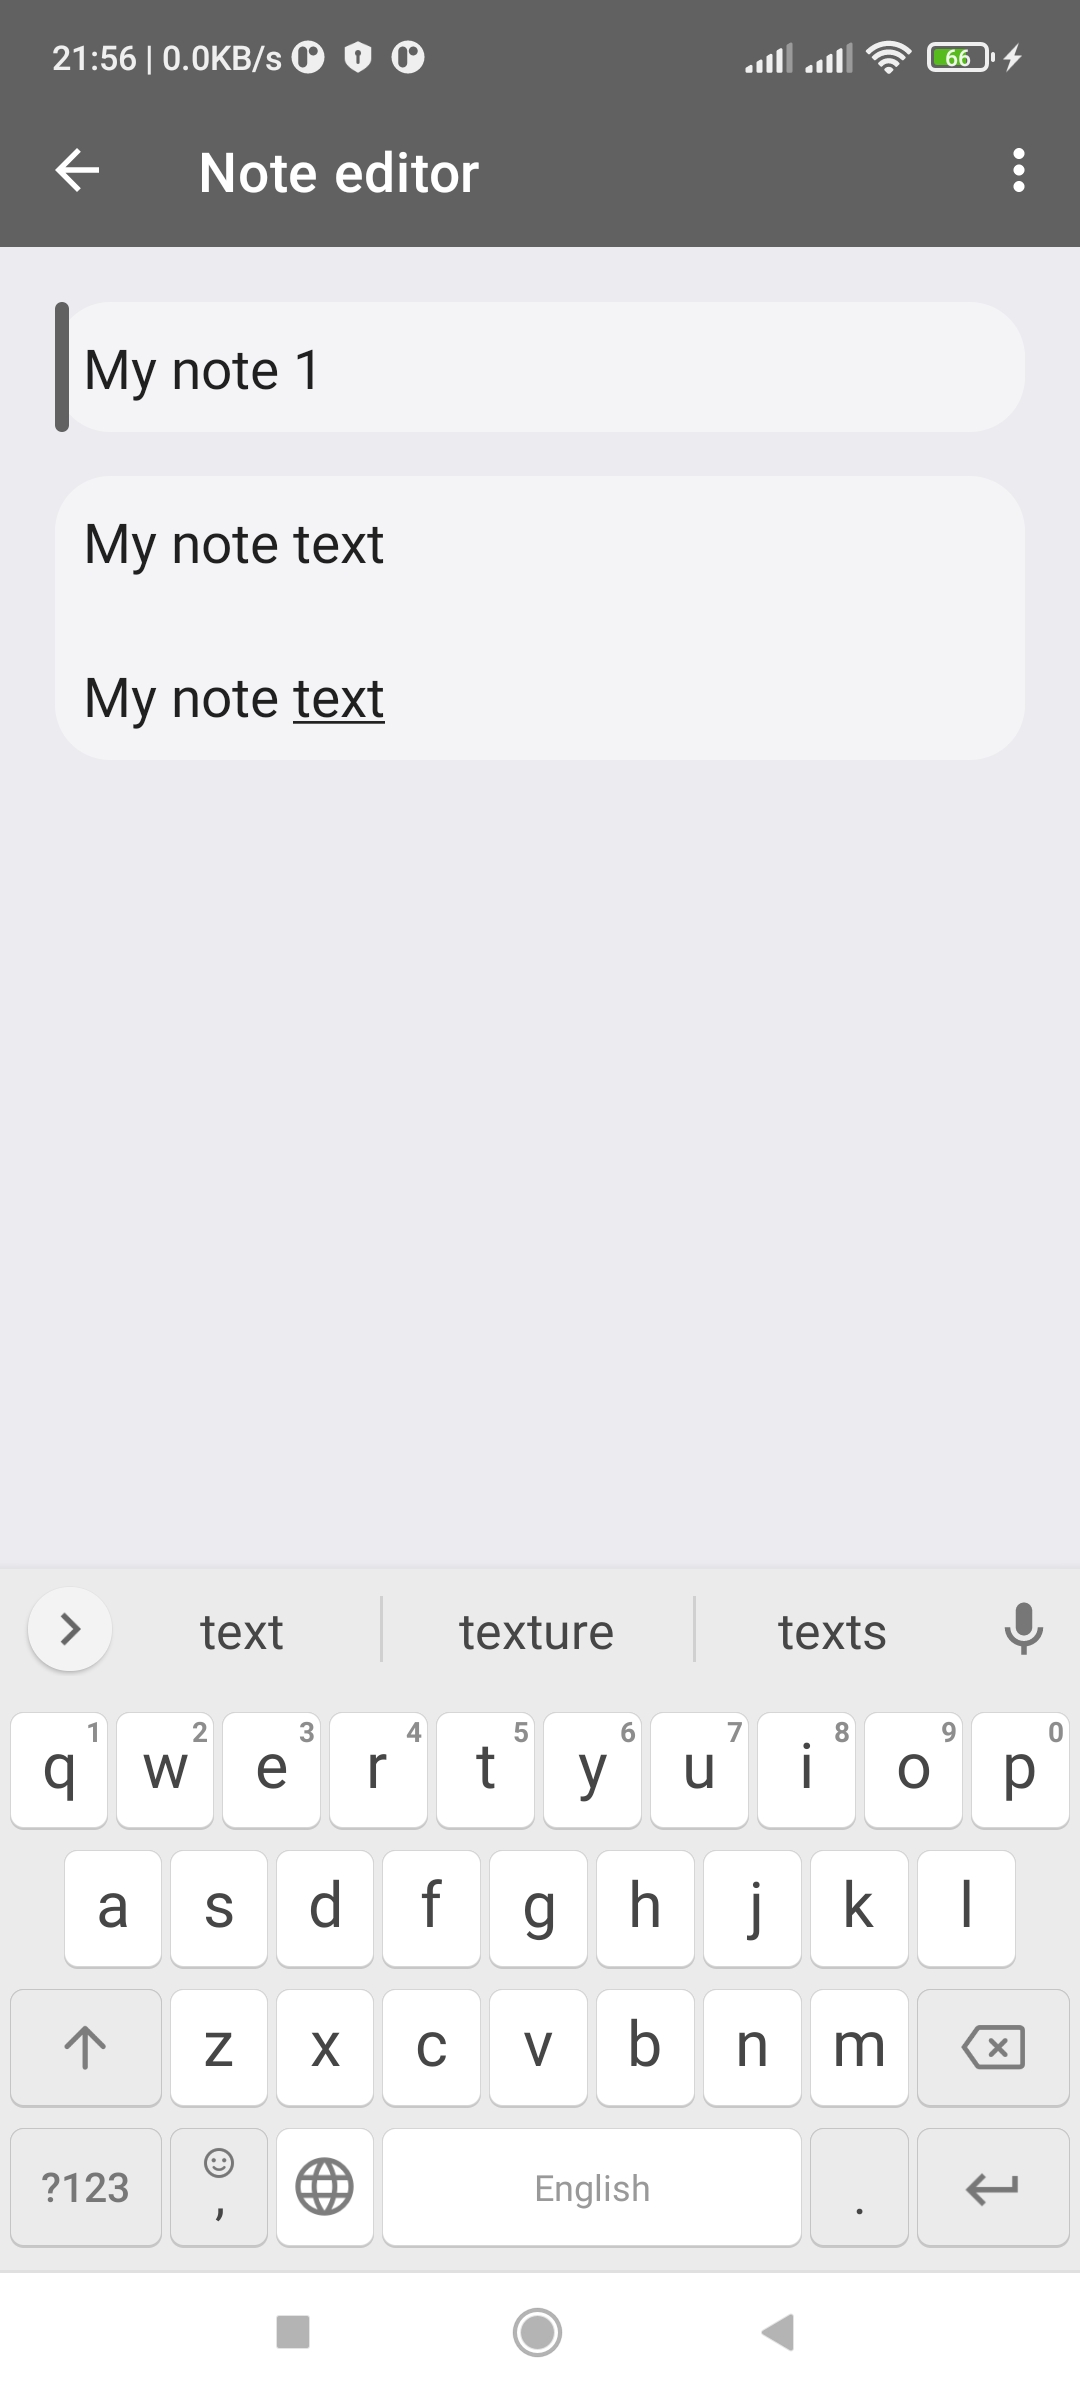 21:56 | 0.0KB/s 66
Note editor
My note 1
My note text
My note text
text texture texts
1 2 3 4 5 6 7 8 9 0
q w e r t y u i o p
a s d f g h j k l
z x c v b n m
?123 , English .